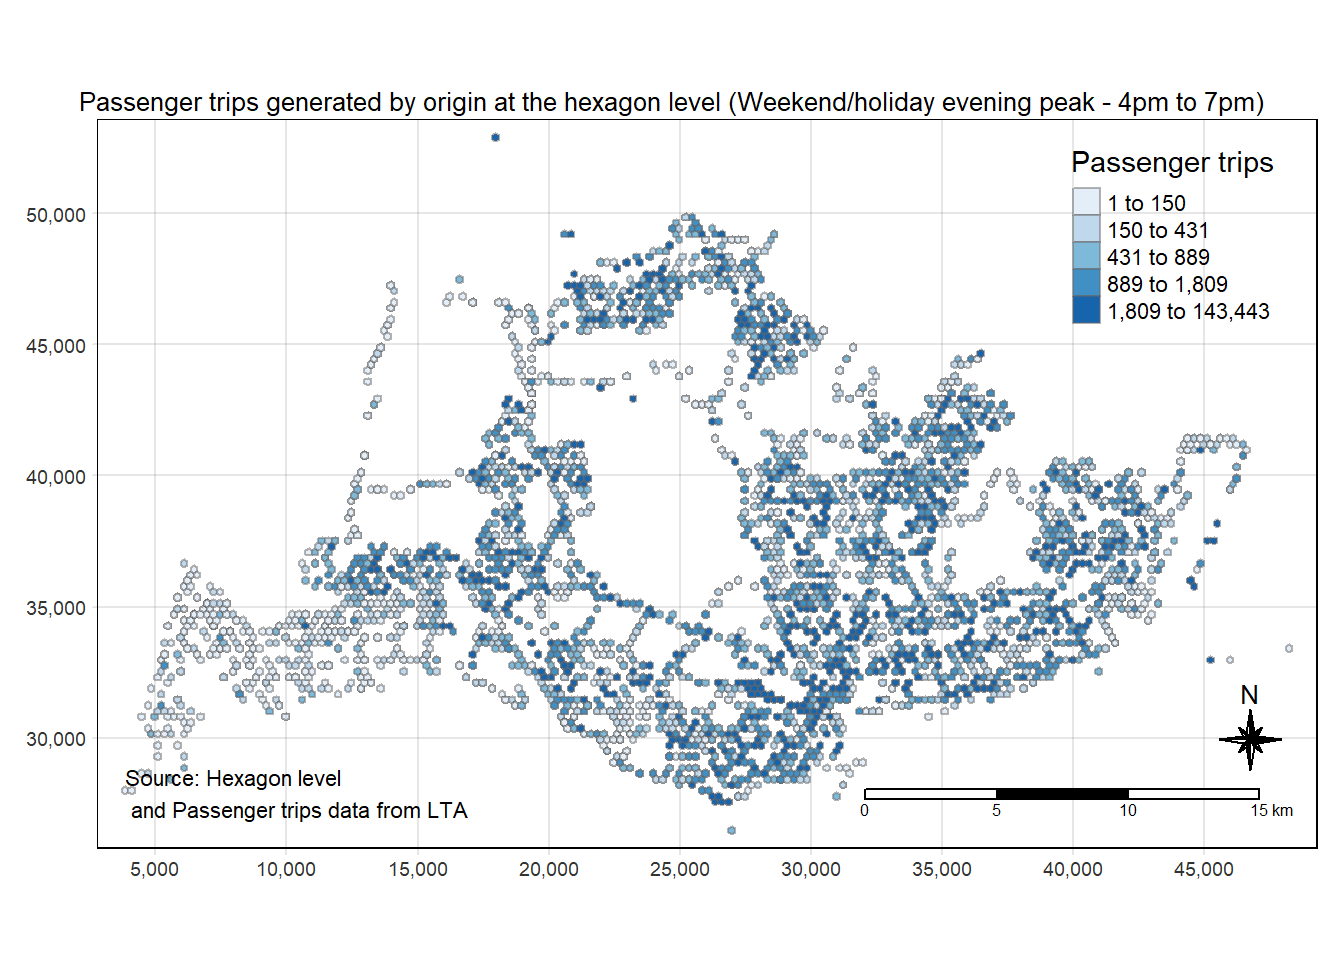 Passenger trips generated by origin at the hexagon level (Weekend/holiday evening peak - 4pm to 7pm)
Passenger trips
1 to 150
150 to 431
431 to 889
889 to 1,809
1,809 to 143,443
50,000
45,000
40,000
35,000
30,000
N
Source: Hexagon level
and Passenger trips data from LTA
0 5 10 15 km
5,000 10,000 15,000 20,000 25,000 30,000 35,000 40,000 45,000